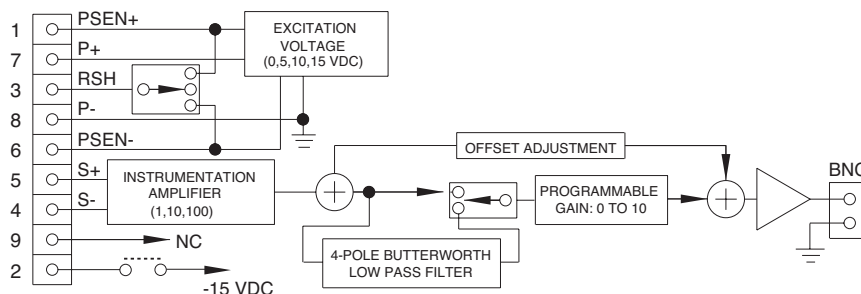 1 PSEN+
7 P+
3 RSH
8 P-
6 PSEN-
5 S+
4 S-
9 NC
2 -15 VDC
EXCITATION
VOLTAGE
(0,5,10,15 VDC)
INSTRUMENTATION
AMPLIFIER
(1,10,100)
OFFSET ADJUSTMENT
4-POLE BUTTERWORTH
LOW PASS FILTER
PROGRAMMABLE
GAIN: 0 TO 10
BNC